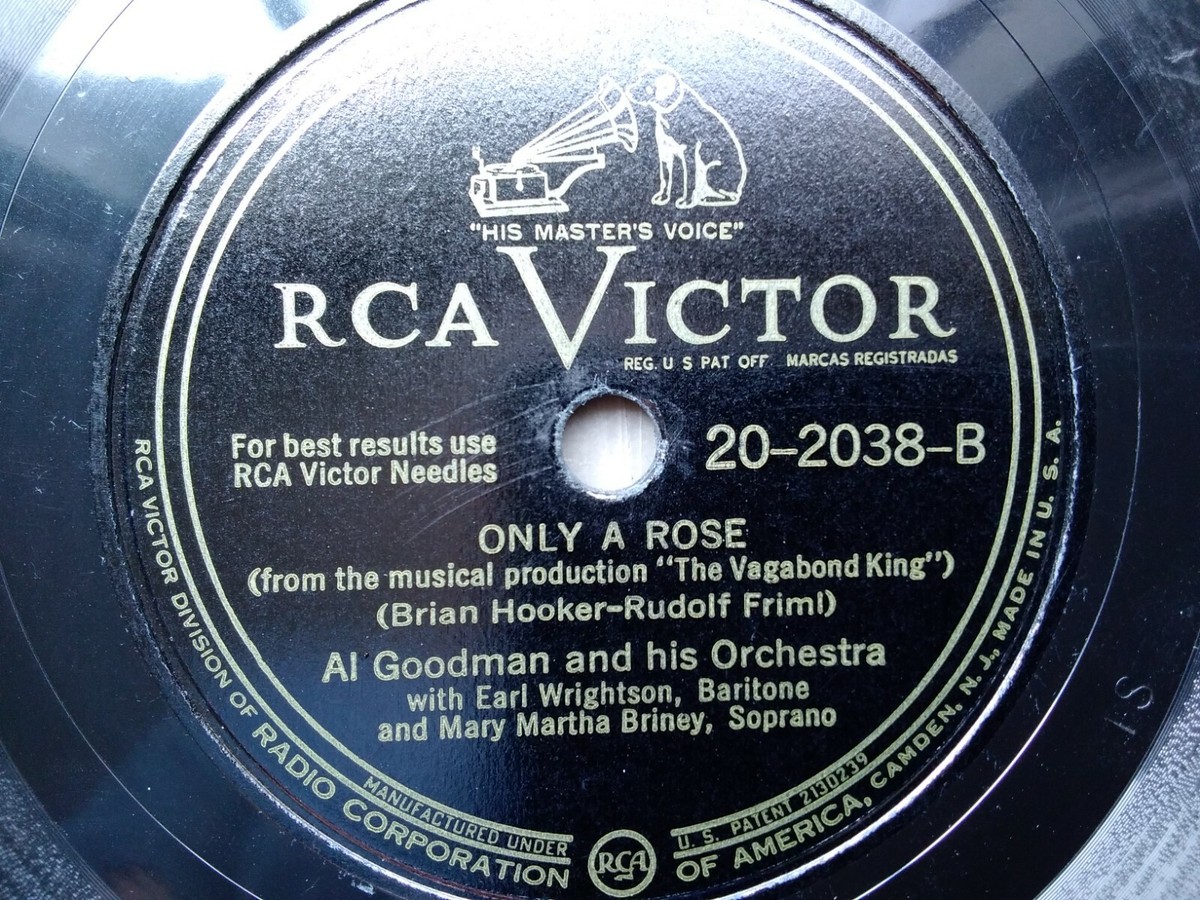 "HIS MASTER'S VOICE"
RCA VICTOR
REG. U S PAT OFF MARCAS REGISTRADAS
For best results use
RCA Victor Needles
20-2038-B
ONLY A ROSE
(from the musical production "The Vagabond King")
(Brian Hooker-Rudolf Friml)
Al Goodman and his Orchestra
with Earl Wrightson, Baritone
and Mary Martha Briney, Soprano
MANUFACTURED UNDER
U. S. PATENT 2130239
RCA
RCA VICTOR DIVISION OF RADIO CORPORATION OF AMERICA, CAMDEN, N. J., MADE IN U. S. A.